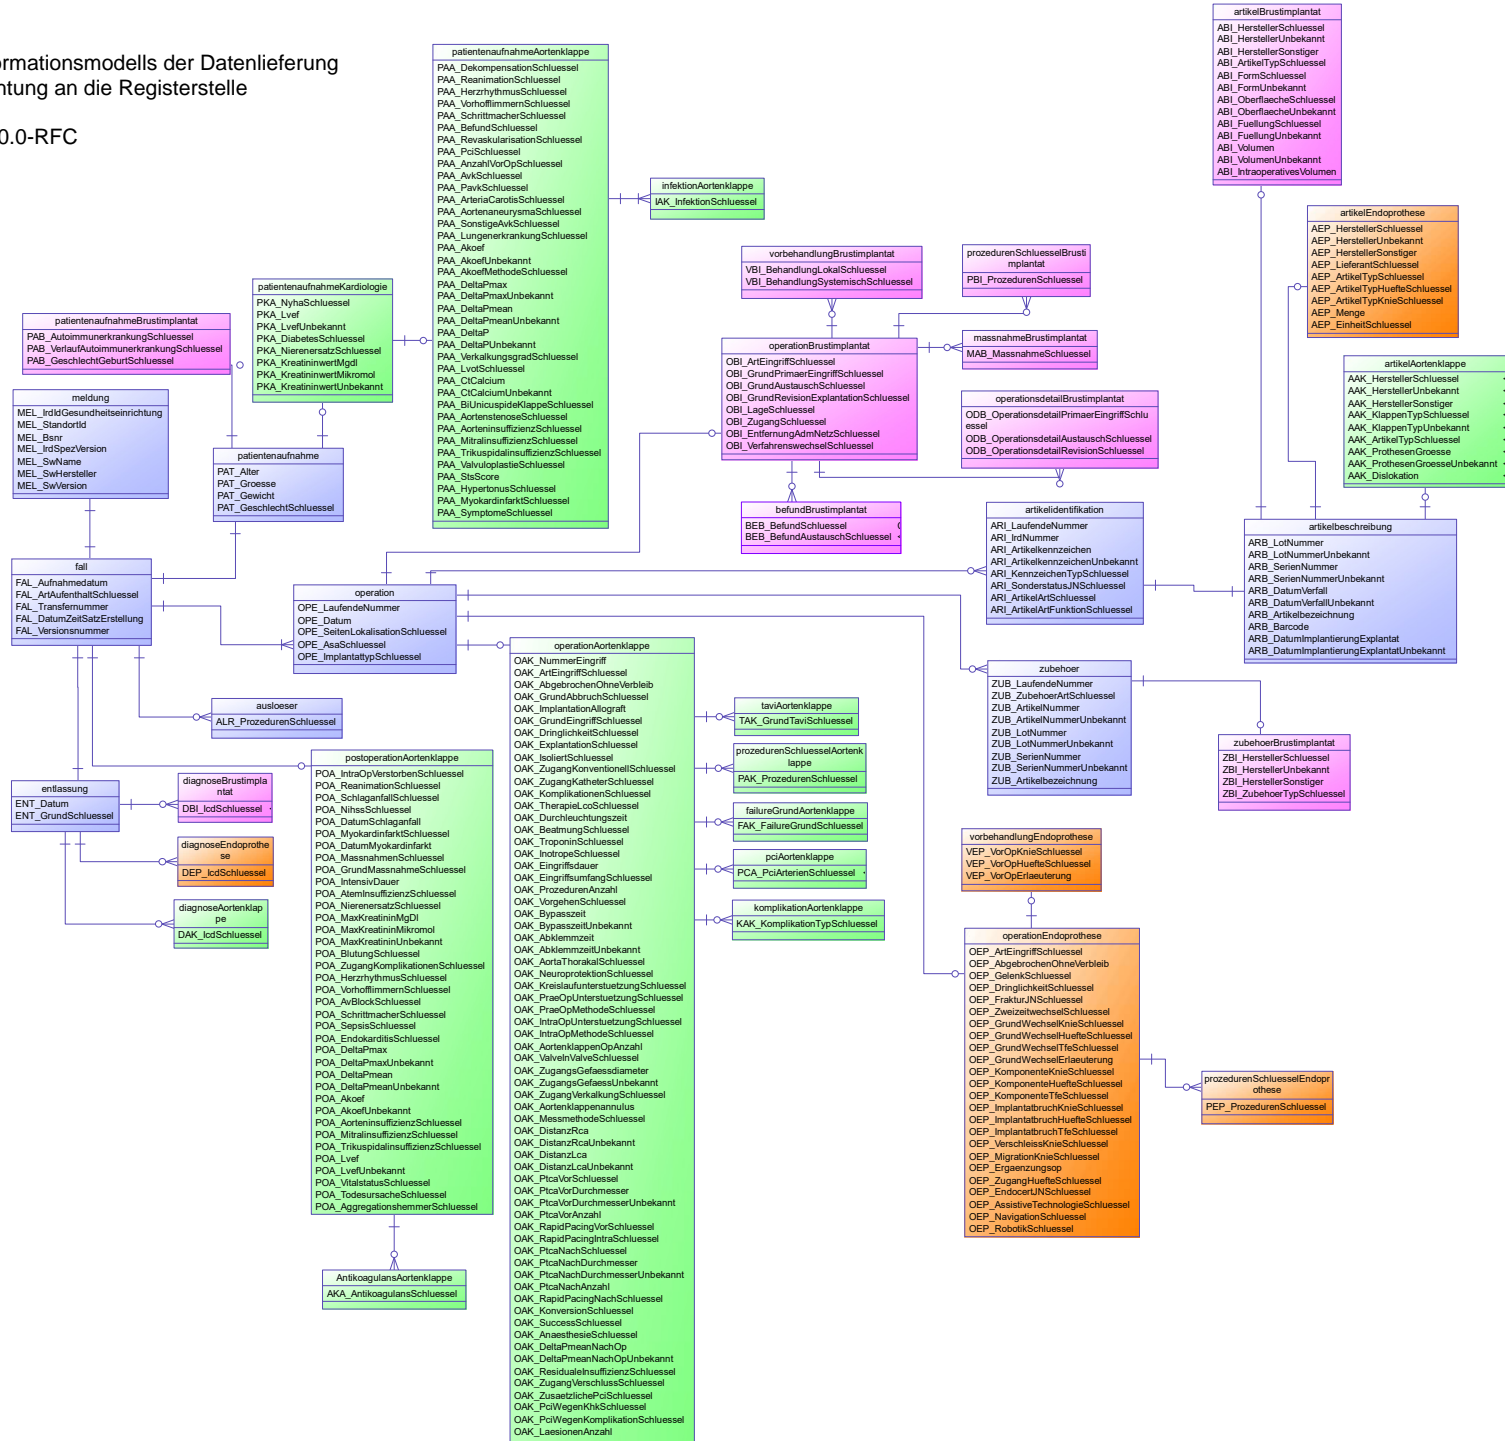 ormationsmodells der Datenlieferung
htung an die Registerstelle
0.0-RFC
patientenaufnahmeAortenklappe
PAA_DekompensationSchluessel
PAA_ReanimationSchluessel
PAA_HerzrhythmusSchluessel
PAA_VorhofflimmernSchluessel
PAA_SchrittmacherSchluessel
PAA_BefundSchluessel
PAA_RevaskularisationSchluessel
PAA_PciSchluessel
PAA_AnzahlVorOpSchluessel
PAA_AvkSchluessel
PAA_PavkSchluessel
PAA_ArteriaCarotisSchluessel
PAA_AortenaneurysmaSchluessel
PAA_SonstigeAvkSchluessel
PAA_LungenerkrankungSchluessel
PAA_Akoef
PAA_AkoefUnbekannt
PAA_AkoefMethodeSchluessel
PAA_DeltaPmax
PAA_DeltaPmaxUnbekannt
PAA_DeltaPmean
PAA_DeltaPmeanUnbekannt
PAA_DeltaP
PAA_DeltaPUnbekannt
PAA_VerkalkungsgradSchluessel
PAA_LvotSchluessel
PAA_CtCalcium
PAA_CtCalciumUnbekannt
PAA_BiUnicuspideKlappeSchluessel
PAA_AortenstenoseSchluessel
PAA_AorteninsuffizienzSchluessel
PAA_MitralinsuffizienzSchluessel
PAA_TrikuspidalinsuffizienzSchluessel
PAA_ValvuloplastieSchluessel
PAA_StsScore
PAA_HypertonusSchluessel
PAA_MyokardinfarktSchluessel
PAA_SymptomeSchluessel
infektionAortenklappe
IAK_InfektionSchluessel
patientenaufnahmeKardiologie
PKA_NyhaSchluessel
PKA_Lvef
PKA_LvefUnbekannt
PKA_DiabetesSchluessel
PKA_NierenersatzSchluessel
PKA_KreatininwertMgdl
PKA_KreatininwertMikromol
PKA_KreatininwertUnbekannt
patientenaufnahmeBrustimplantat
PAB_AutoimmunerkrankungSchluessel
PAB_VerlaufAutoimmunerkrankungSchluessel
PAB_GeschlechtGeburtSchluessel
meldung
MEL_IrdIdGesundheitseinrichtung
MEL_StandortId
MEL_Bsnr
MEL_IrdSpezVersion
MEL_SwName
MEL_SwHersteller
MEL_SwVersion
patientenaufnahme
PAT_Alter
PAT_Groesse
PAT_Gewicht
PAT_GeschlechtSchluessel
fall
FAL_Aufnahmedatum
FAL_ArtAufenthaltSchluessel
FAL_Transfernummer
FAL_DatumZeitSatzErstellung
FAL_Versionsnummer
operation
OPE_LaufendeNummer
OPE_Datum
OPE_SeitenLokalisationSchluessel
OPE_AsaSchluessel
OPE_ImplantattypSchluessel
ausloeser
ALR_ProzedurenSchluessel
entlassung
ENT_Datum
ENT_GrundSchluessel
diagnoseBrustimpla
ntat
DBI_IcdSchluessel
diagnoseEndoprothe
se
DEP_IcdSchluessel
diagnoseAortenklap
pe
DAK_IcdSchluessel
postoperationAortenklappe
POA_IntraOpVerstorbenSchluessel
POA_ReanimationSchluessel
POA_SchlaganfallSchluessel
POA_NihssSchluessel
POA_DatumSchlaganfall
POA_MyokardinfarktSchluessel
POA_DatumMyokardinfarkt
POA_MassnahmenSchluessel
POA_GrundMassnahmeSchluessel
POA_IntensivDauer
POA_AtemInsuffizienzSchluessel
POA_NierenersatzSchluessel
POA_MaxKreatininMgDl
POA_MaxKreatininMikromol
POA_MaxKreatininUnbekannt
POA_BlutungSchluessel
POA_ZugangKomplikationenSchluessel
POA_HerzrhythmusSchluessel
POA_VorhofflimmernSchluessel
POA_AvBlockSchluessel
POA_SchrittmacherSchluessel
POA_SepsisSchluessel
POA_EndokarditisSchluessel
POA_DeltaPmax
POA_DeltaPmaxUnbekannt
POA_DeltaPmean
POA_DeltaPmeanUnbekannt
POA_Akoef
POA_AkoefUnbekannt
POA_AorteninsuffizienzSchluessel
POA_MitralinsuffizienzSchluessel
POA_TrikuspidalinsuffizienzSchluessel
POA_Lvef
POA_LvefUnbekannt
POA_VitalstatusSchluessel
POA_TodesursacheSchluessel
POA_AggregationshemmerSchluessel
AntikoagulansAortenklappe
AKA_AntikoagulansSchluessel
operationAortenklappe
OAK_NummerEingriff
OAK_ArtEingriffSchluessel
OAK_AbgebrochenOhneVerbleib
OAK_GrundAbbruchSchluessel
OAK_ImplantationAllograft
OAK_GrundEingriffSchluessel
OAK_DringlichkeitSchluessel
OAK_ExplantationSchluessel
OAK_IsoliertSchluessel
OAK_ZugangKonventionellSchluessel
OAK_ZugangKatheterSchluessel
OAK_KomplikationenSchluessel
OAK_TherapieLcoSchluessel
OAK_Durchleuchtungszeit
OAK_BeatmungSchluessel
OAK_TroponinSchluessel
OAK_InotropeSchluessel
OAK_Eingriffsdauer
OAK_EingriffsumfangSchluessel
OAK_ProzedurenAnzahl
OAK_VorgehenSchluessel
OAK_Bypasszeit
OAK_BypasszeitUnbekannt
OAK_Abklemmzeit
OAK_AbklemmzeitUnbekannt
OAK_AortaThorakalSchluessel
OAK_NeuroprotektionSchluessel
OAK_KreislaufunterstuetzungSchluessel
OAK_PraeOpUnterstuetzungSchluessel
OAK_PraeOpMethodeSchluessel
OAK_IntraOpUnterstuetzungSchluessel
OAK_IntraOpMethodeSchluessel
OAK_AortenklappenOpAnzahl
OAK_ValveInValveSchluessel
OAK_ZugangsGefaessdiameter
OAK_ZugangsGefaessUnbekannt
OAK_ZugangVerkalkungSchluessel
OAK_Aortenklappenannulus
OAK_MessmethodeSchluessel
OAK_DistanzRca
OAK_DistanzRcaUnbekannt
OAK_DistanzLca
OAK_DistanzLcaUnbekannt
OAK_PtcaVorSchluessel
OAK_PtcaVorDurchmesser
OAK_PtcaVorDurchmesserUnbekannt
OAK_PtcaVorAnzahl
OAK_RapidPacingVorSchluessel
OAK_RapidPacingIntraSchluessel
OAK_PtcaNachSchluessel
OAK_PtcaNachDurchmesser
OAK_PtcaNachDurchmesserUnbekannt
OAK_PtcaNachAnzahl
OAK_RapidPacingNachSchluessel
OAK_KonversionSchluessel
OAK_SuccessSchluessel
OAK_AnaesthesieSchluessel
OAK_DeltaPmeanNachOp
OAK_DeltaPmeanNachOpUnbekannt
OAK_ResidualeInsuffizienzSchluessel
OAK_ZugangVerschlussSchluessel
OAK_ZusaetzlichePciSchluessel
OAK_PciWegenKhkSchluessel
OAK_PciWegenKomplikationSchluessel
OAK_LaesionenAnzahl
taviAortenklappe
TAK_GrundTaviSchluessel
prozedurenSchluesselAortenk
lappe
PAK_ProzedurenSchluessel
failureGrundAortenklappe
FAK_FailureGrundSchluessel
pciAortenklappe
PCA_PciArterienSchluessel
komplikationAortenklappe
KAK_KomplikationTypSchluessel
vorbehandlungBrustimplantat
VBI_BehandlungLokalSchluessel
VBI_BehandlungSystemischSchluessel
prozedurenSchluesselBrusti
mplantat
PBI_ProzedurenSchluessel
operationBrustimplantat
OBI_ArtEingriffSchluessel
OBI_GrundPrimaerEingriffSchluessel
OBI_GrundAustauschSchluessel
OBI_GrundRevisionExplantationSchluessel
OBI_LageSchluessel
OBI_ZugangSchluessel
OBI_EntfernungAdmNetzSchluessel
OBI_VerfahrenswechselSchluessel
massnahmeBrustimplantat
MAB_MassnahmeSchluessel
operationsdetailBrustimplantat
ODB_OperationsdetailPrimaerEingriffSchlu
essel
ODB_OperationsdetailAustauschSchluessel
ODB_OperationsdetailRevisionSchluessel
befundBrustimplantat
BEB_BefundSchluessel
BEB_BefundAustauschSchluessel
artikelidentifikation
ARI_LaufendeNummer
ARI_IrdNummer
ARI_Artikelkennzeichen
ARI_ArtikelkennzeichenUnbekannt
ARI_KennzeichenTypSchluessel
ARI_SonderstatusJNSchluessel
ARI_ArtikelArtSchluessel
ARI_ArtikelArtFunktionSchluessel
zubehoer
ZUB_LaufendeNummer
ZUB_ZubehoerArtSchluessel
ZUB_ArtikelNummer
ZUB_ArtikelNummerUnbekannt
ZUB_LotNummer
ZUB_LotNummerUnbekannt
ZUB_SerienNummer
ZUB_SerienNummerUnbekannt
ZUB_Artikelbezeichnung
zubehoerBrustimplantat
ZBI_HerstellerSchluessel
ZBI_HerstellerUnbekannt
ZBI_HerstellerSonstiger
ZBI_ZubehoerTypSchluessel
vorbehandlungEndoprothese
VEP_VorOpKnieSchluessel
VEP_VorOpHuefteSchluessel
VEP_VorOpErlaeuterung
operationEndoprothese
OEP_ArtEingriffSchluessel
OEP_AbgebrochenOhneVerbleib
OEP_GelenkSchluessel
OEP_DringlichkeitSchluessel
OEP_FrakturJNSchluessel
OEP_ZweizeitwechselSchluessel
OEP_GrundWechselKnieSchluessel
OEP_GrundWechselHuefteSchluessel
OEP_GrundWechselTfeSchluessel
OEP_GrundWechselErlaeuterung
OEP_KomponenteKnieSchluessel
OEP_KomponenteHuefteSchluessel
OEP_KomponenteTfeSchluessel
OEP_ImplantatbruchKnieSchluessel
OEP_ImplantatbruchHuefteSchluessel
OEP_ImplantatbruchTfeSchluessel
OEP_VerschleissKnieSchluessel
OEP_MigrationKnieSchluessel
OEP_Ergaenzungsop
OEP_ZugangHuefteSchluessel
OEP_EndocertJNSchluessel
OEP_AssistiveTechnologieSchluessel
OEP_NavigationSchluessel
OEP_RobotikSchluessel
prozedurenSchluesselEndopr
othese
PEP_ProzedurenSchluessel
artikelBrustimplantat
ABI_HerstellerSchluessel
ABI_HerstellerUnbekannt
ABI_HerstellerSonstiger
ABI_ArtikelTypSchluessel
ABI_FormSchluessel
ABI_FormUnbekannt
ABI_OberflaecheSchluessel
ABI_OberflaecheUnbekannt
ABI_FuellungSchluessel
ABI_FuellungUnbekannt
ABI_Volumen
ABI_VolumenUnbekannt
ABI_IntraoperativesVolumen
artikelEndoprothese
AEP_HerstellerSchluessel
AEP_HerstellerUnbekannt
AEP_HerstellerSonstiger
AEP_LieferantSchluessel
AEP_ArtikelTypSchluessel
AEP_ArtikelTypHuefteSchluessel
AEP_ArtikelTypKnieSchluessel
AEP_Menge
AEP_EinheitSchluessel
artikelAortenklappe
AAK_HerstellerSchluessel
AAK_HerstellerUnbekannt
AAK_HerstellerSonstiger
AAK_KlappenTypSchluessel
AAK_KlappenTypUnbekannt
AAK_ArtikelTypSchluessel
AAK_ProthesenGroesse
AAK_ProthesenGroesseUnbekannt
AAK_Dislokation
artikelbeschreibung
ARB_LotNummer
ARB_LotNummerUnbekannt
ARB_SerienNummer
ARB_SerienNummerUnbekannt
ARB_DatumVerfall
ARB_DatumVerfallUnbekannt
ARB_Artikelbezeichnung
ARB_Barcode
ARB_DatumImplantierungExplantat
ARB_DatumImplantierungExplantatUnbekannt